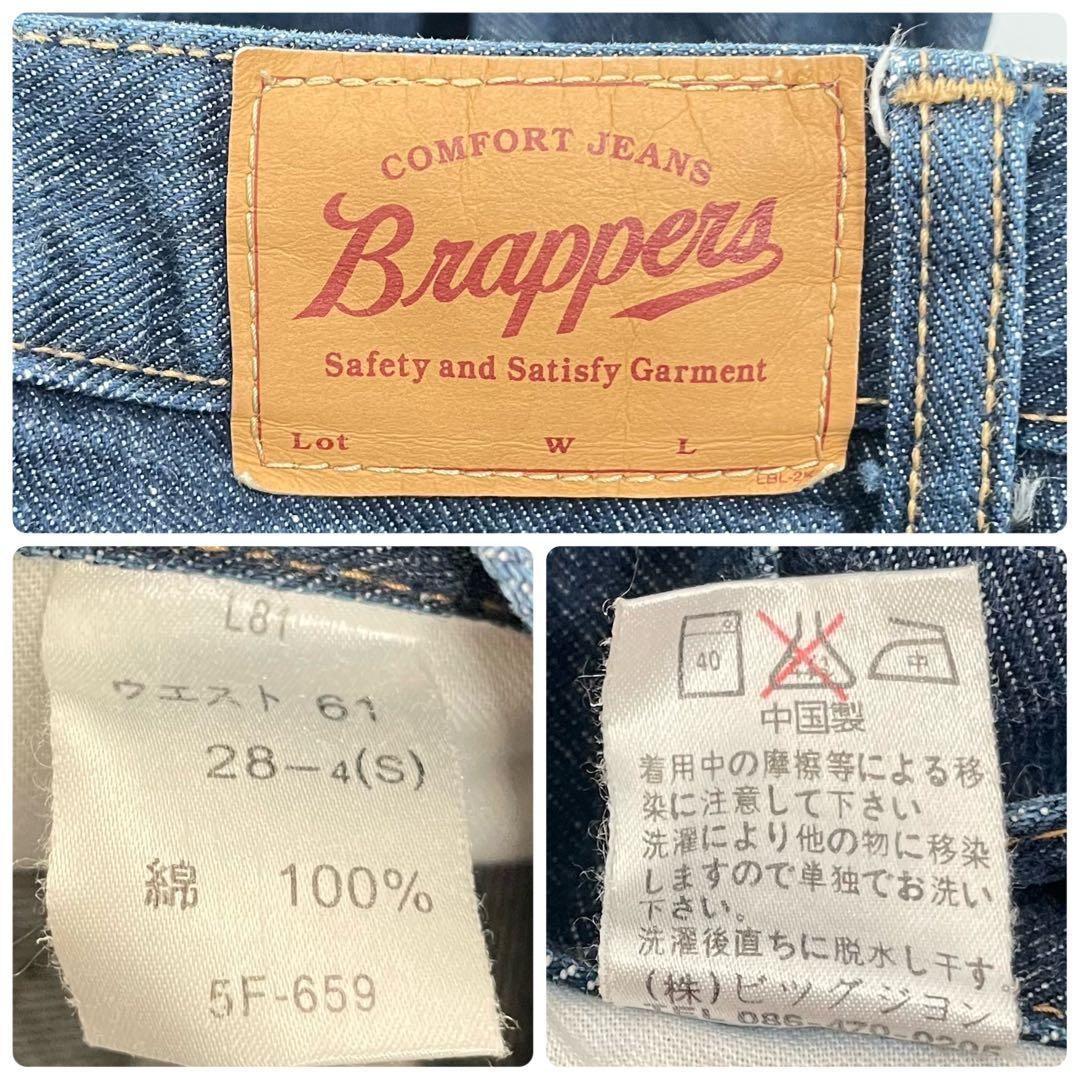 COMFORT JEANS
Brappers
Safety and Satisfy Garment
Lot W L
LBL-2
L81
ウエスト 61
28-4(S)
綿 100%
5F-659
40 中
中国製
着用中の摩擦等による移
染に注意して下さい
洗濯により他の物に移染
しますので単独でお洗い
下さい。
洗濯後直ちに脱水し干す。
(株)ビッグジョン
086-470-0205